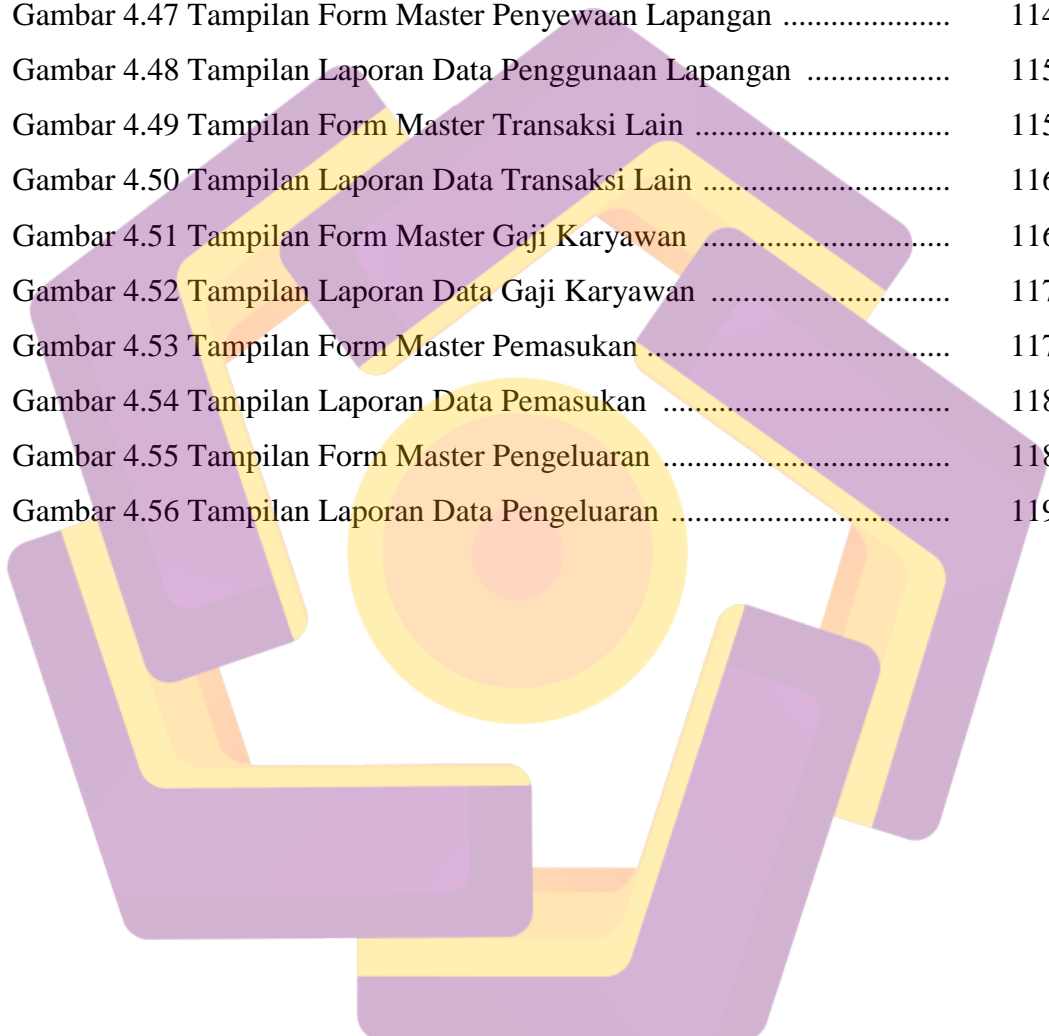 Gambar 4.47 Tampilan Form Master Penyewaan Lapangan ..................... 114
Gambar 4.48 Tampilan Laporan Data Penggunaan Lapangan .................. 115
Gambar 4.49 Tampilan Form Master Transaksi Lain ................................ 115
Gambar 4.50 Tampilan Laporan Data Transaksi Lain ............................... 116
Gambar 4.51 Tampilan Form Master Gaji Karyawan ............................... 116
Gambar 4.52 Tampilan Laporan Data Gaji Karyawan .............................. 117
Gambar 4.53 Tampilan Form Master Pemasukan ...................................... 117
Gambar 4.54 Tampilan Laporan Data Pemasukan .................................... 118
Gambar 4.55 Tampilan Form Master Pengeluaran .................................... 118
Gambar 4.56 Tampilan Laporan Data Pengeluaran ................................... 119